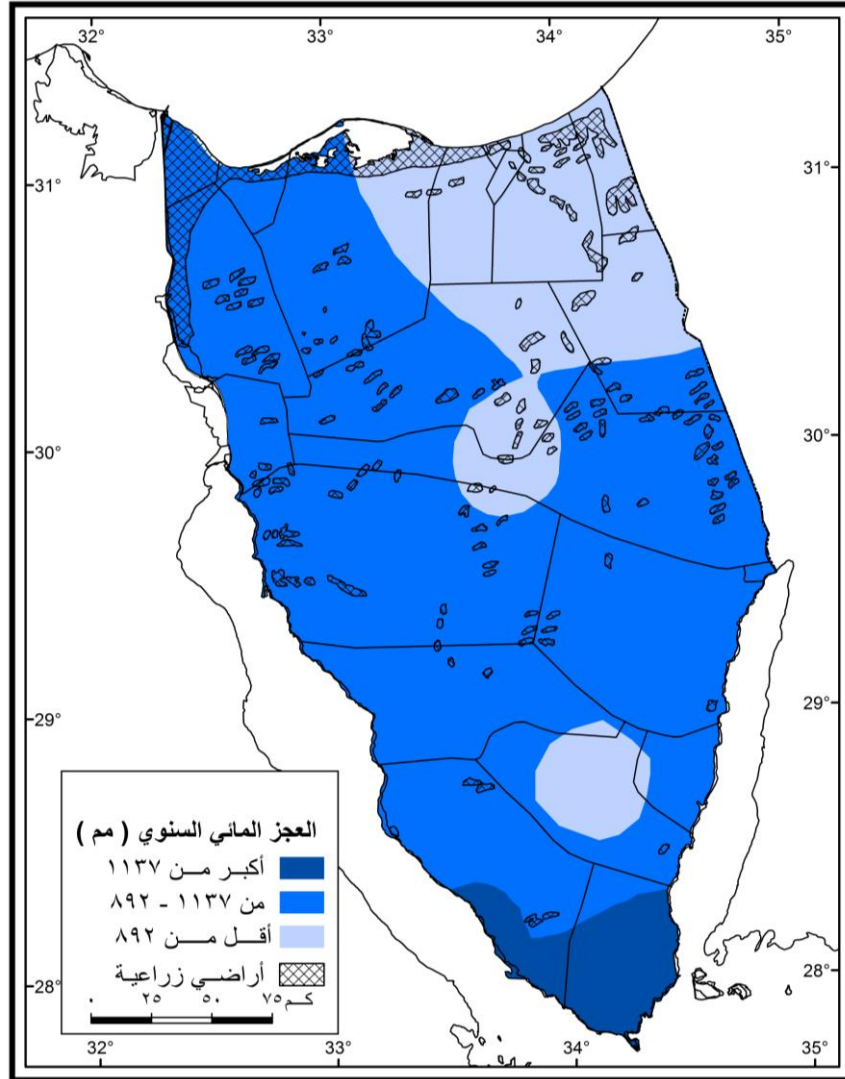 32° 33° 34° 35°
31° 31°
30° 30°
29° 29°
28° 28°
العجز المائي السنوي ( مم )
أكبر من ١١٣٧
من ١١٣٧ - ٨٩٢
أقل من ٨٩٢
أراضي زراعية
٠ ٢٥ ٥٠ ٧٥ كم
32° 33° 34° 35°